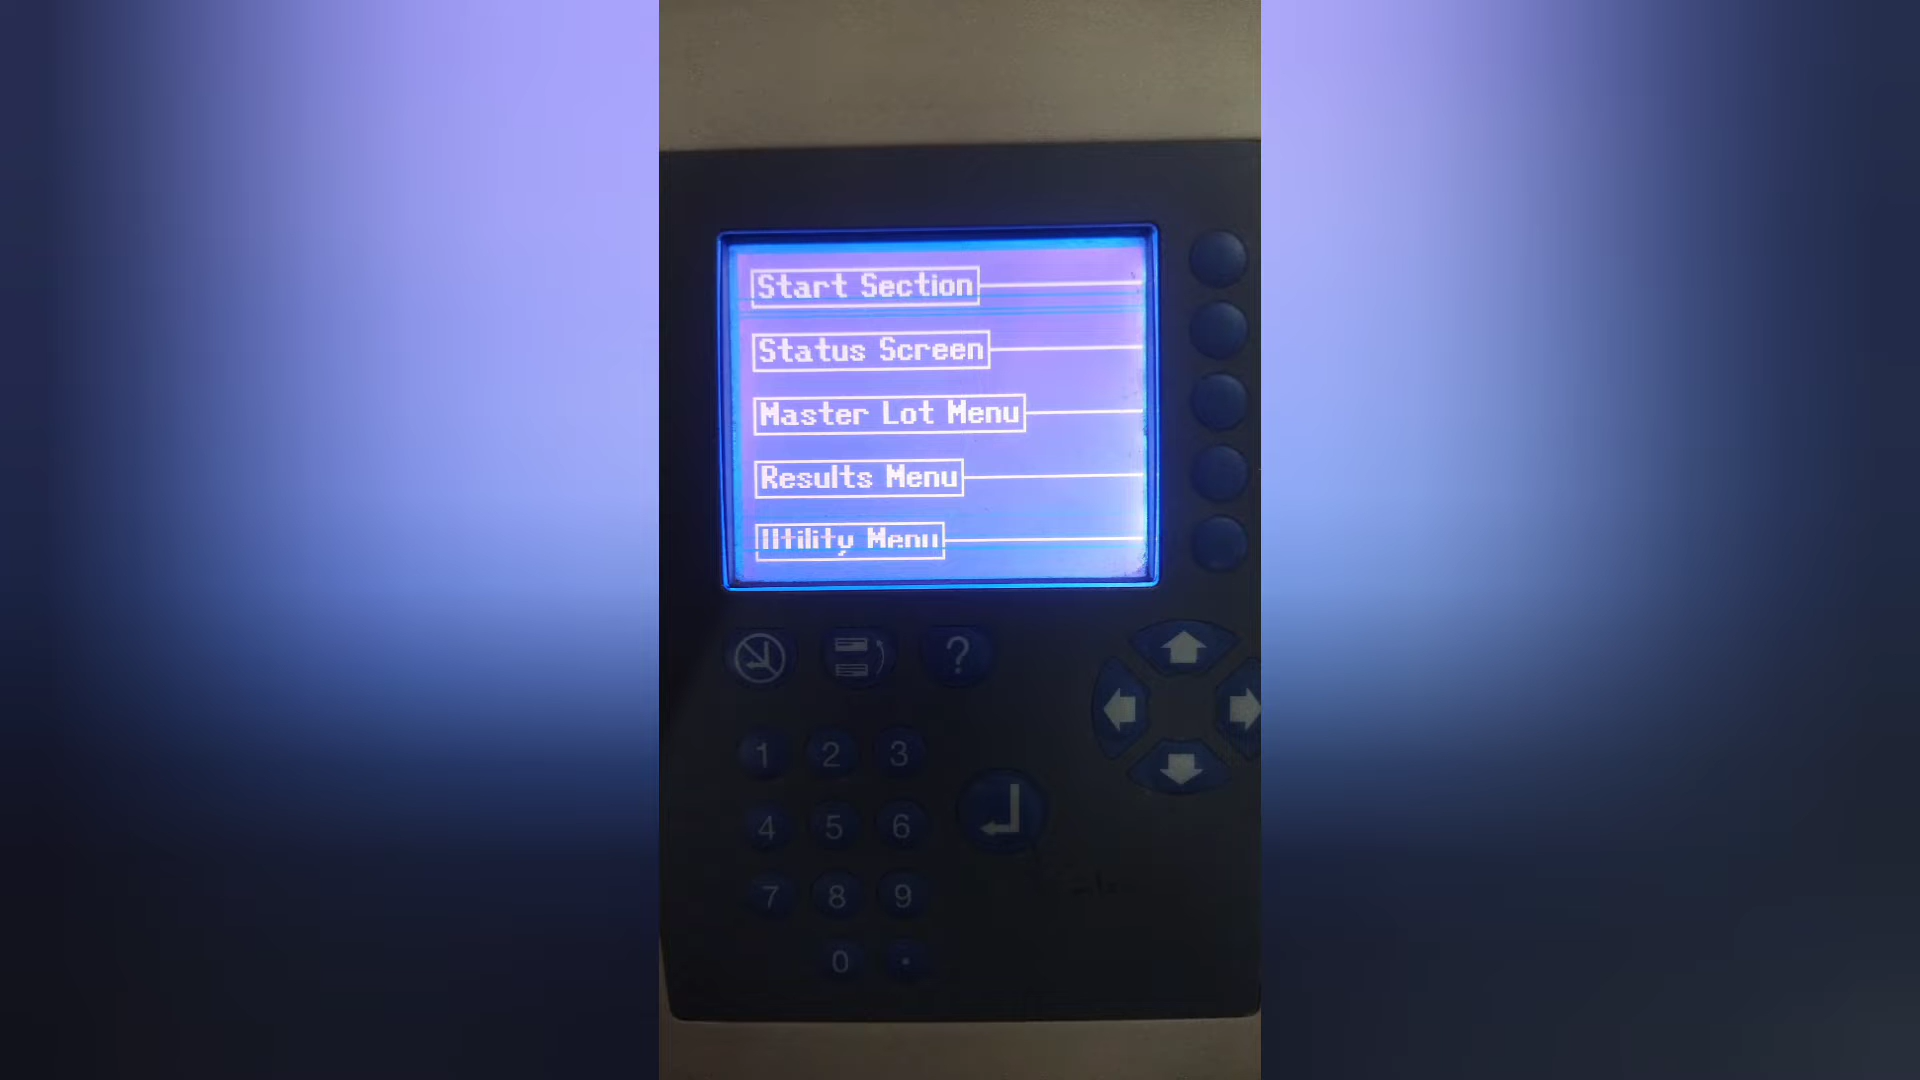 Start Section
Status Screen
Master Lot Menu
Results Menu
Utility Menu
?
1 2 3
4 5 6
7 8 9
0 .